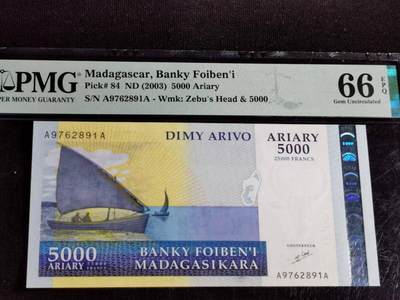 PMG
PAPER MONEY GUARANTY
Madagascar, Banky Foiben'i
Pick# 84 ND (2003) 5000 Ariary
S/N A9762891A - Wmk: Zebu's Head & 5000
66 EPQ
Gem Uncirculated
A9762891A
DIMY ARIVO
ARIARY
5000
25000 FRANCS
5000
ARIARY
BANKY FOIBEN'I
MADAGASIKARA
A9762891A